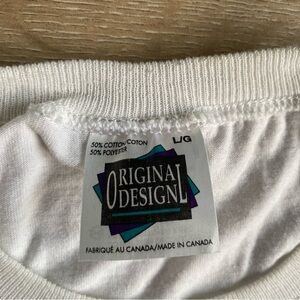 50% COTTON/COTON
50% POLYESTER
L/G
ORIGINAL
DESIGN
FABRIQUÉ AU CANADA/MADE IN CANADA